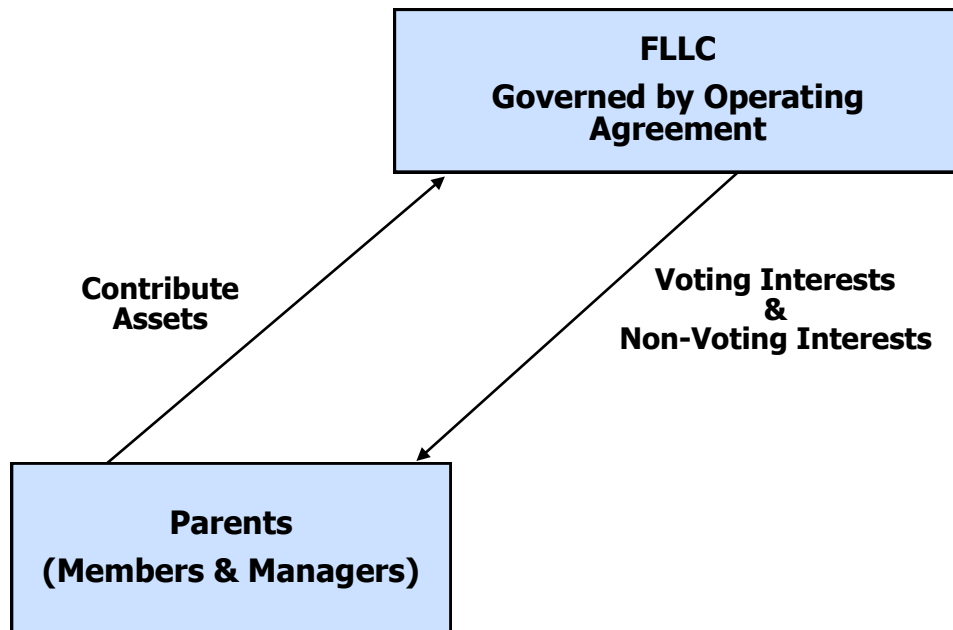 FLLC
Governed by Operating
Agreement
Contribute
Assets
Voting Interests
&
Non-Voting Interests
Parents
(Members & Managers)